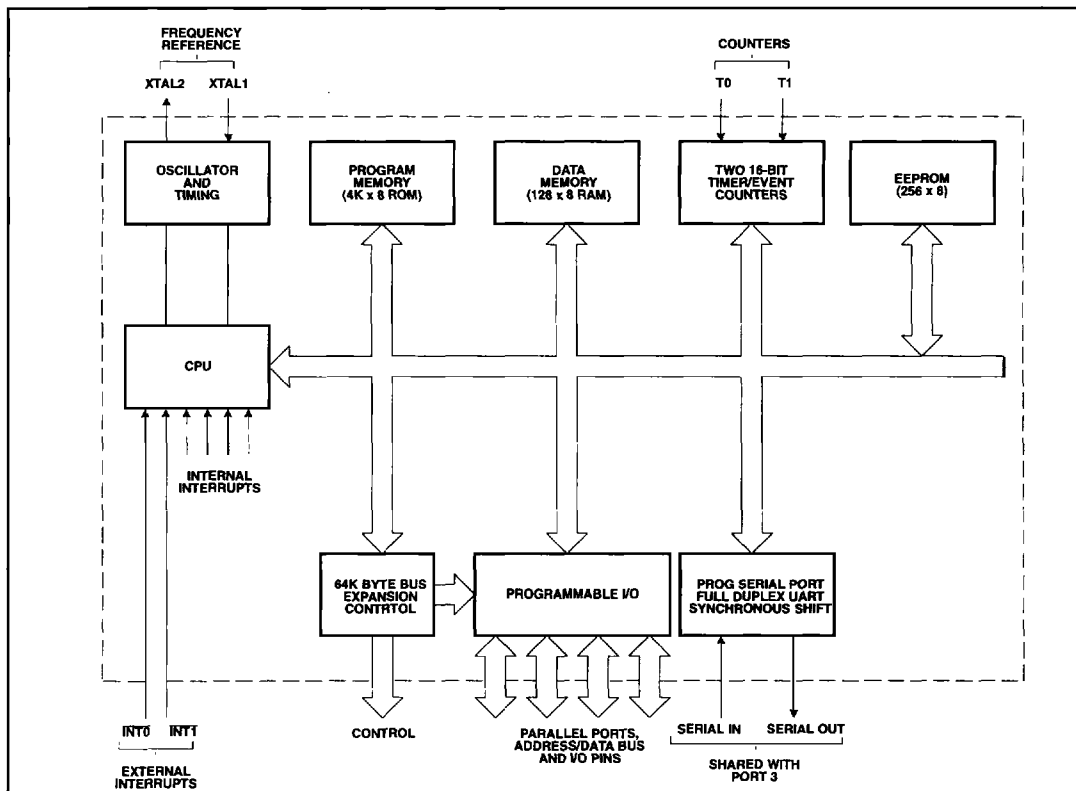 FREQUENCY
REFERENCE
XTAL2
XTAL1
COUNTERS
T0
T1
OSCILLATOR
AND
TIMING
PROGRAM
MEMORY
(4K x 8 ROM)
DATA
MEMORY
(128 x 8 RAM)
TWO 16-BIT
TIMER/EVENT
COUNTERS
EEPROM
(256 x 8)
CPU
INTERNAL
INTERRUPTS
64K BYTE BUS
EXPANSION
CONTRTOL
PROGRAMMABLE I/O
PROG SERIAL PORT
FULL DUPLEX UART
SYNCHRONOUS SHIFT
INT0
INT1
EXTERNAL
INTERRUPTS
CONTROL
PARALLEL PORTS,
ADDRESS/DATA BUS
AND I/O PINS
SERIAL IN
SERIAL OUT
SHARED WITH
PORT 3